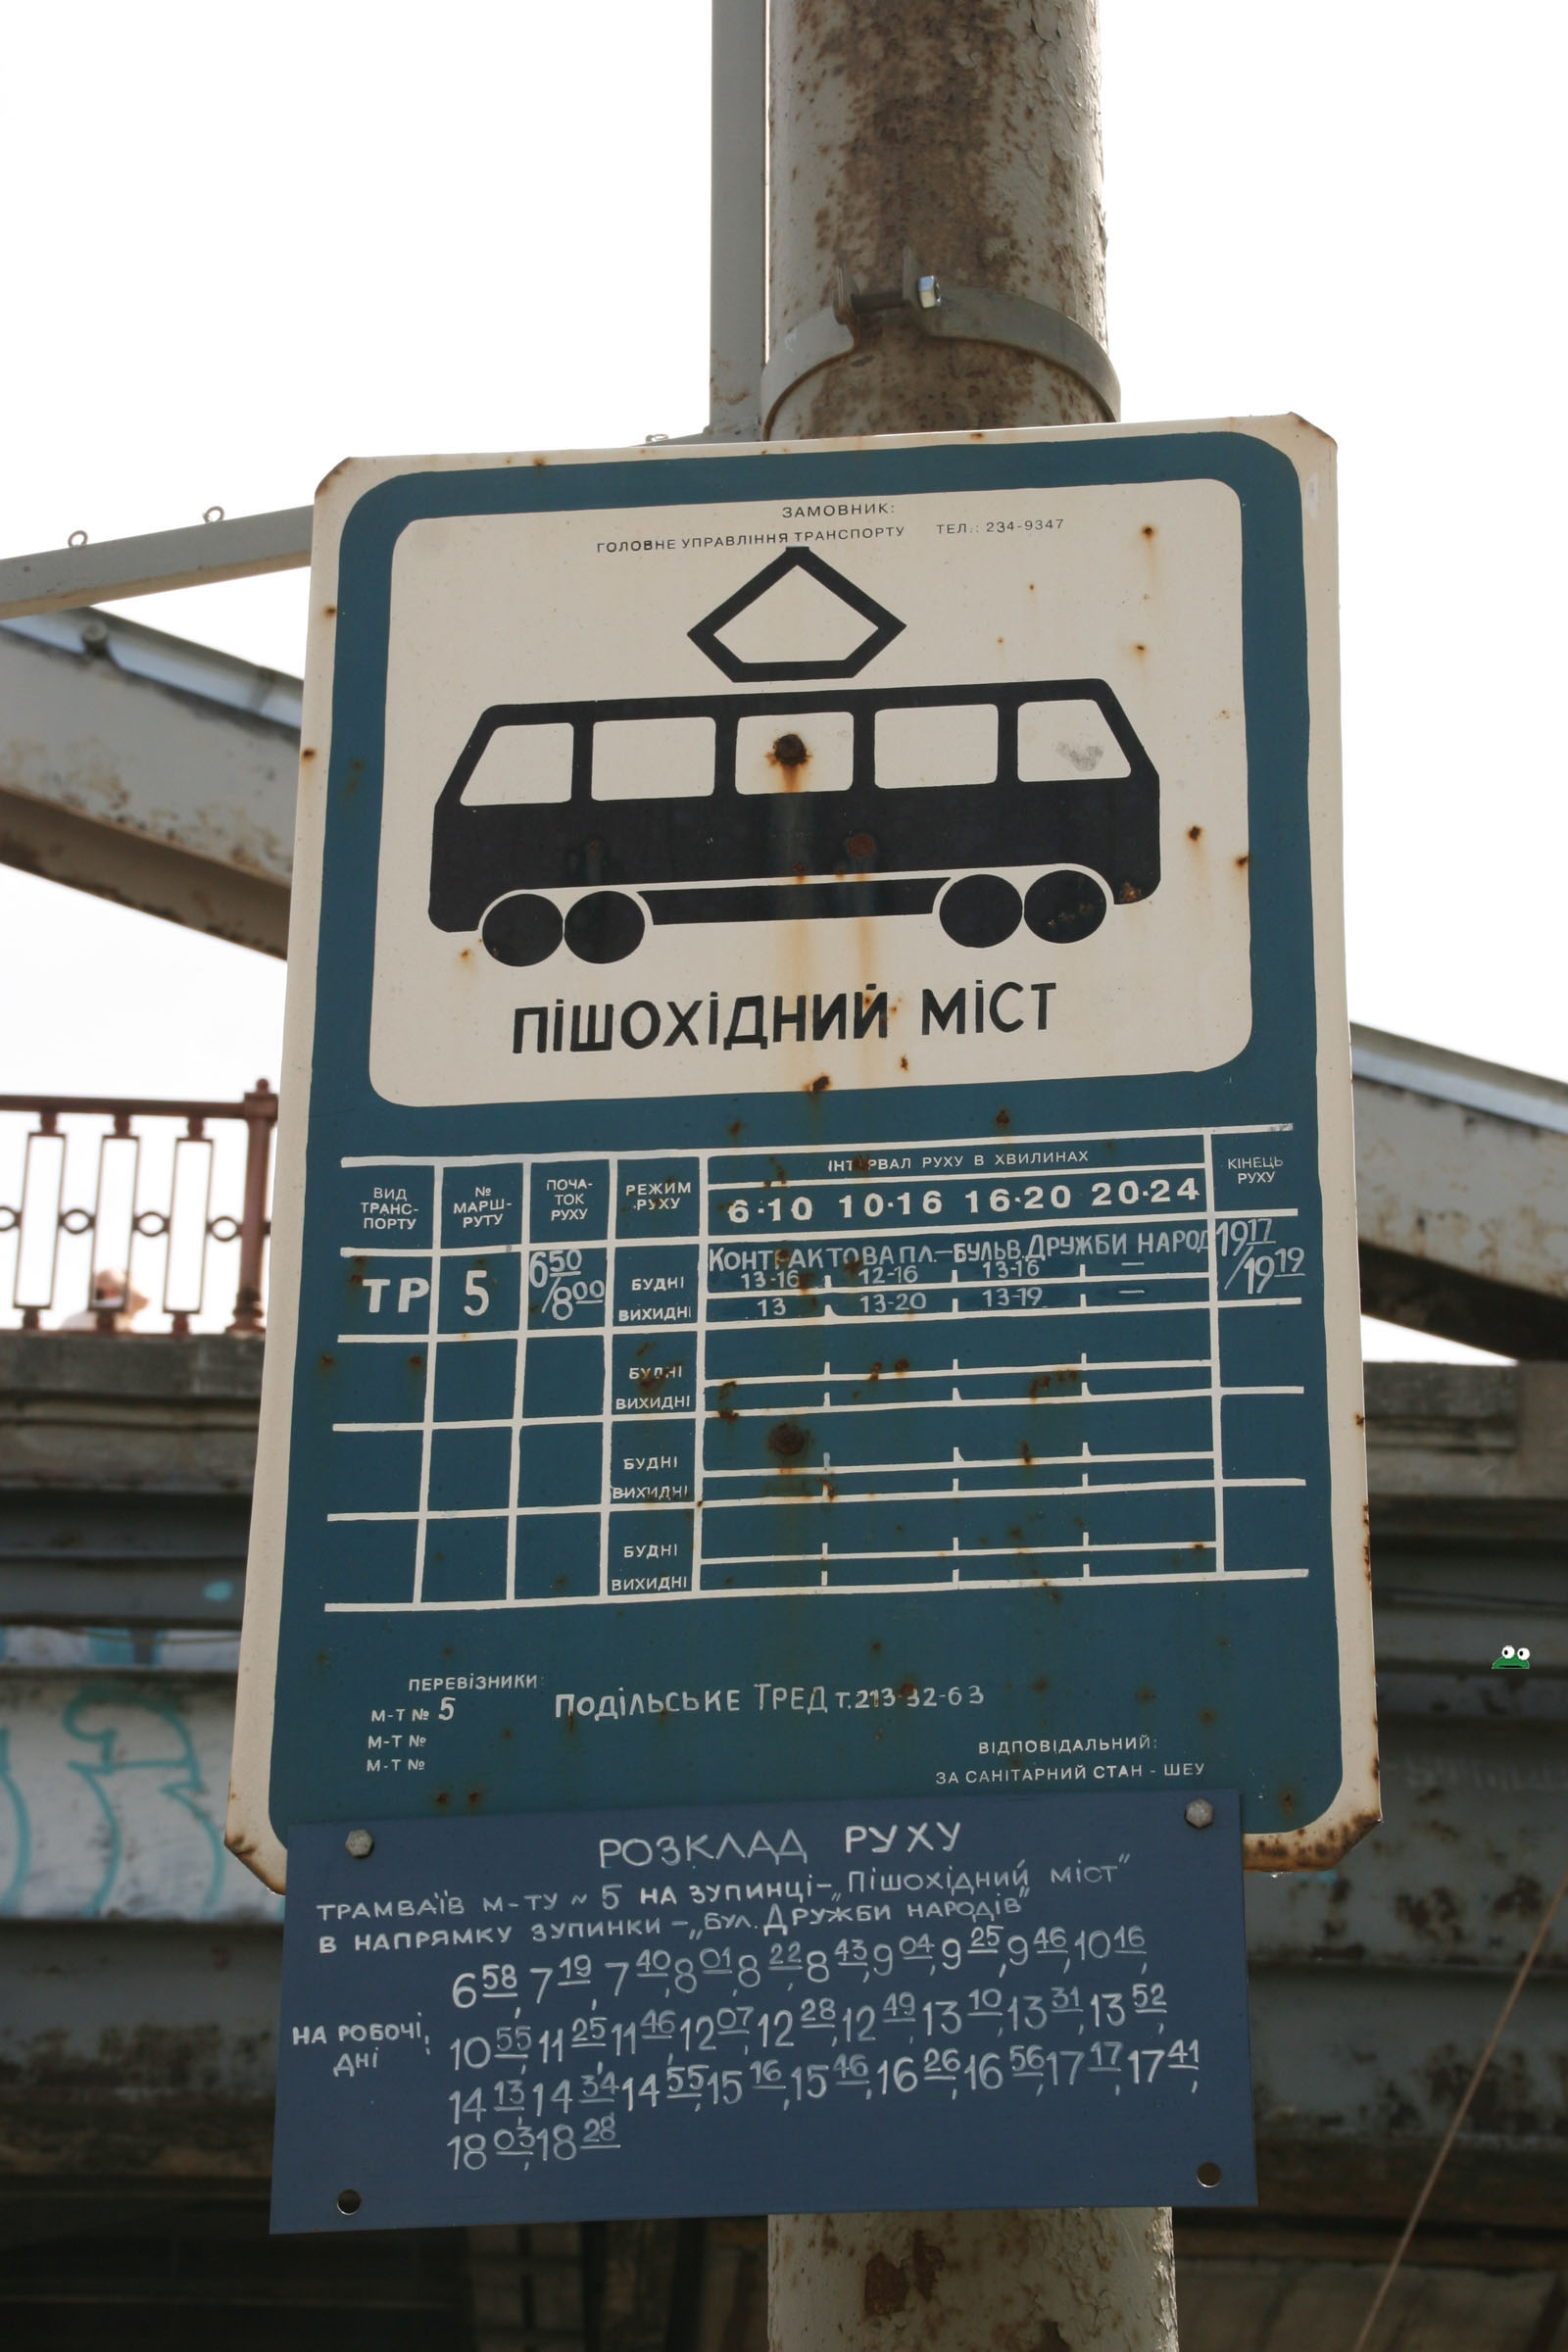 ЗАМОВНИК:
ГОЛОВНЕ УПРАВЛІННЯ ТРАНСПОРТУ ТЕЛ.: 234-9347
ПІШОХІДНИЙ МІСТ
ВИД ТРАНС-ПОРТУ № МАРШ-РУТУ ПОЧА-ТОК РУХУ РЕЖИМ РУХУ ІНТЕРВАЛ РУХУ В ХВИЛИНАХ КІНЕЦЬ РУХУ
6·10 10·16 16·20 20·24
КОНТРАКТОВА ПЛ.–БУЛЬВ.ДРУЖБИ НАРОД
ТР 5 6⁵⁰/8⁰⁰ БУДНІ 13-16 12-16 13-16 — 19¹⁷/19¹⁹
ВИХИДНІ 13 13-20 13-19 —
БУДНІ
ВИХИДНІ
БУДНІ
ВИХИДНІ
БУДНІ
ВИХИДНІ
ПЕРЕВІЗНИКИ:
М-Т № 5 ПОДІЛЬСЬКЕ ТРЕД Т.213-32-63
М-Т №
М-Т №
ВІДПОВІДАЛЬНИЙ:
ЗА САНІТАРНИЙ СТАН - ШЕУ
РОЗКЛАД РУХУ
ТРАМВАЇВ М-ТУ № 5 НА ЗУПИНЦІ–„ПІШОХІДНИЙ МІСТ"
В НАПРЯМКУ ЗУПИНКИ –„БУЛ. ДРУЖБИ НАРОДІВ"
6⁵⁸, 7¹⁹, 7⁴⁰, 8⁰¹, 8²², 8⁴³, 9⁰⁴, 9²⁵, 9⁴⁶, 10¹⁶,
НА РОБОЧІ ДНІ: 10⁵⁵, 11²⁵, 11⁴⁶, 12⁰⁷, 12²⁸, 12⁴⁹, 13¹⁰, 13³¹, 13⁵²,
14¹³, 14³⁴, 14⁵⁵, 15¹⁶, 15⁴⁶, 16²⁶, 16⁵⁶, 17¹⁷, 17⁴¹,
18⁰³, 18²⁸